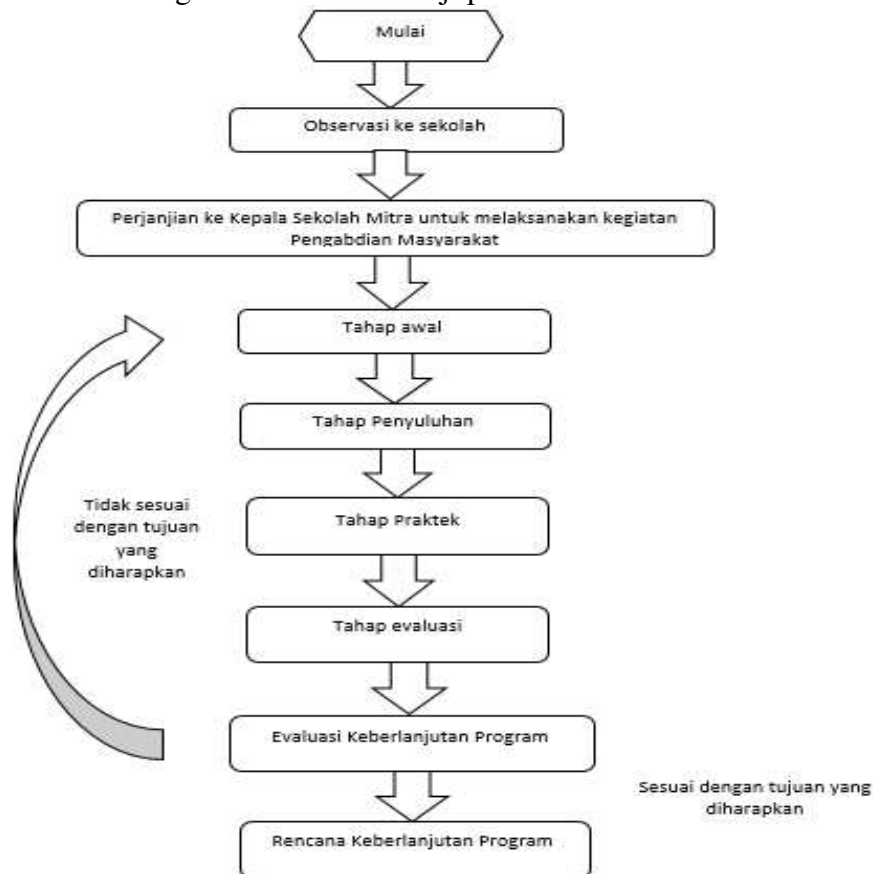 Mulai
Observasi ke sekolah
Perjanjian ke Kepala Sekolah Mitra untuk melaksanakan kegiatan
Pengabdian Masyarakat
Tahap awal
Tahap Penyuluhan
Tidak sesuai
dengan tujuan
yang
diharapkan
Tahap Praktek
Tahap evaluasi
Evaluasi Keberlanjutan Program
Sesuai dengan tujuan yang
diharapkan
Rencana Keberlanjutan Program